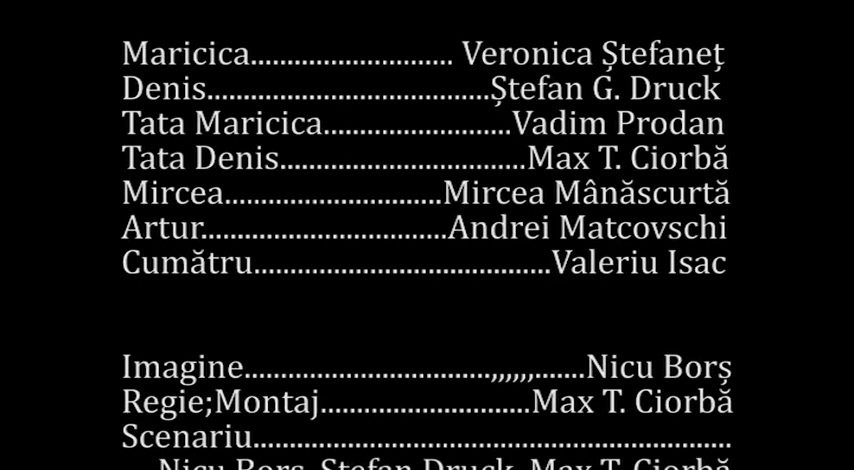 Maricica............................ Veronica Ștefaneț
Denis.......................................Ștefan G. Druck
Tata Maricica..........................Vadim Prodan
Tata Denis..................................Max T. Ciorbă
Mircea..............................Mircea Mânăscurtă
Artur..................................Andrei Matcovschi
Cumătru.........................................Valeriu Isac
Imagine..................................,,,,,,.......Nicu Borș
Regie;Montaj.............................Max T. Ciorbă
Scenariu..................................................................
Nicu Borș, Ștefan Druck, Max T. Ciorbă